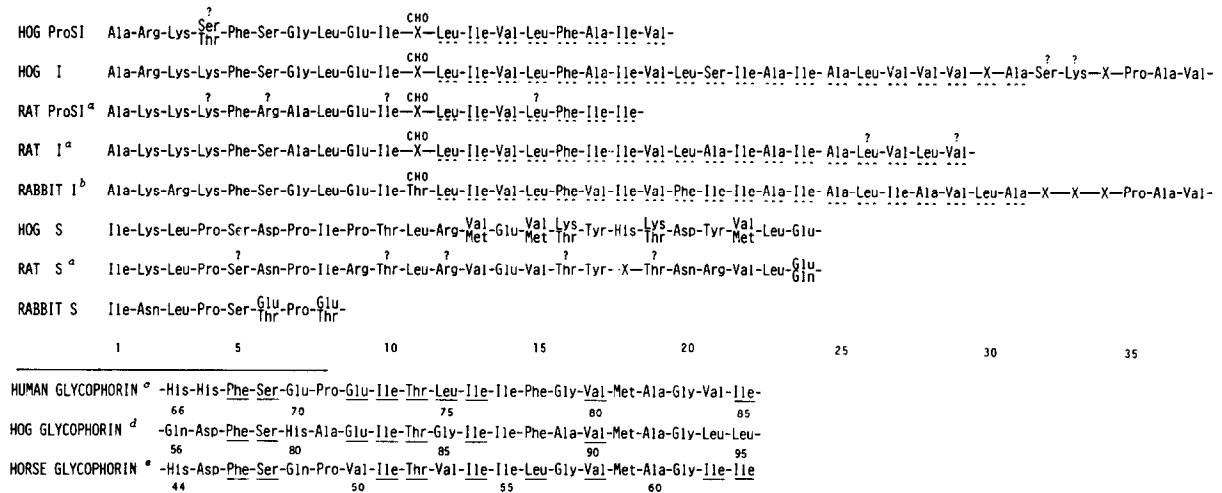 ?
Ser CHO
HOG ProSI Ala-Arg-Lys-Thr-Phe-Ser-Gly-Leu-Glu-Ile-X-Leu-Ile-Val-Leu-Phe-Ala-Ile-Val-
CHO ? ?
HOG I Ala-Arg-Lys-Lys-Phe-Ser-Gly-Leu-Glu-Ile-X-Leu-Ile-Val-Leu-Phe-Ala-Ile-Val-Leu-Ser-Ile-Ala-Ile-Ala-Leu-Val-Val-Val-X-Ala-Ser-Lys-X-Pro-Ala-Val-
? ? ? CHO ?
RAT ProSI a Ala-Lys-Lys-Lys-Phe-Arg-Ala-Leu-Glu-Ile-X-Leu-Ile-Val-Leu-Phe-Ile-Ile-
CHO ? ?
RAT I a Ala-Lys-Lys-Lys-Phe-Ser-Ala-Leu-Glu-Ile-X-Leu-Ile-Val-Leu-Phe-Ile-Ile-Val-Leu-Ala-Ile-Ala-Ile-Ala-Leu-Val-Leu-Val-
CHO
RABBIT I b Ala-Lys-Arg-Lys-Phe-Ser-Gly-Leu-Glu-Ile-Thr-Leu-Ile-Val-Leu-Phe-Val-Ile-Val-Phe-Ile-Ile-Ala-Ile-Ala-Leu-Ile-Ala-Val-Leu-Ala-X-X-X-Pro-Ala-Val-
Val Val Lys Lys Val
HOG S Ile-Lys-Leu-Pro-Ser-Asp-Pro-Ile-Pro-Thr-Leu-Arg-Met-Glu-Met-Thr-Tyr-His-Thr-Asp-Tyr-Met-Leu-Glu-
? ? ? ? ? Glu
RAT S a Ile-Lys-Leu-Pro-Ser-Asn-Pro-Ile-Arg-Thr-Leu-Arg-Val-Glu-Val-Thr-Tyr-X-Thr-Asn-Arg-Val-Leu-Gln-
Glu Glu
RABBIT S Ile-Asn-Leu-Pro-Ser-Thr-Pro-Thr-
1 5 10 15 20 25 30 35
HUMAN GLYCOPHORIN c -His-His-Phe-Ser-Glu-Pro-Glu-Ile-Thr-Leu-Ile-Ile-Phe-Gly-Val-Met-Ala-Gly-Val-Ile-
66 70 75 80 85
HOG GLYCOPHORIN d -Gln-Asp-Phe-Ser-His-Ala-Glu-Ile-Thr-Gly-Ile-Ile-Phe-Ala-Val-Met-Ala-Gly-Leu-Leu-
56 80 85 90 95
HORSE GLYCOPHORIN e -His-Asp-Phe-Ser-Gln-Pro-Val-Ile-Thr-Val-Ile-Ile-Leu-Gly-Val-Met-Ala-Gly-Ile-Ile
44 50 55 60